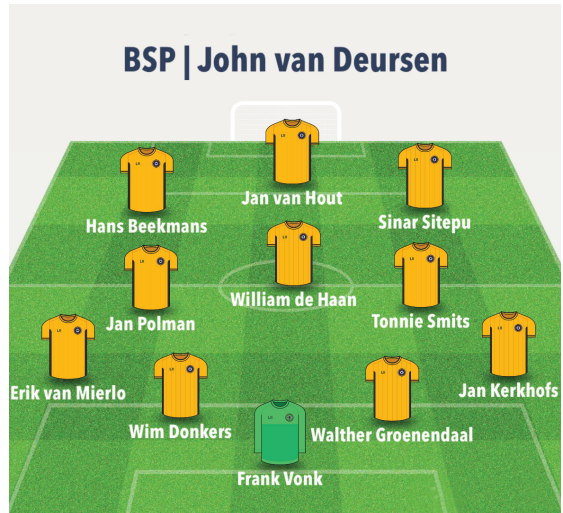 BSP | John van Deursen
Jan van Hout
Hans Beekmans
Sinar Sitepu
William de Haan
Jan Polman
Tonnie Smits
Erik van Mierlo
Jan Kerkhofs
Wim Donkers
Walther Groenendaal
Frank Vonk